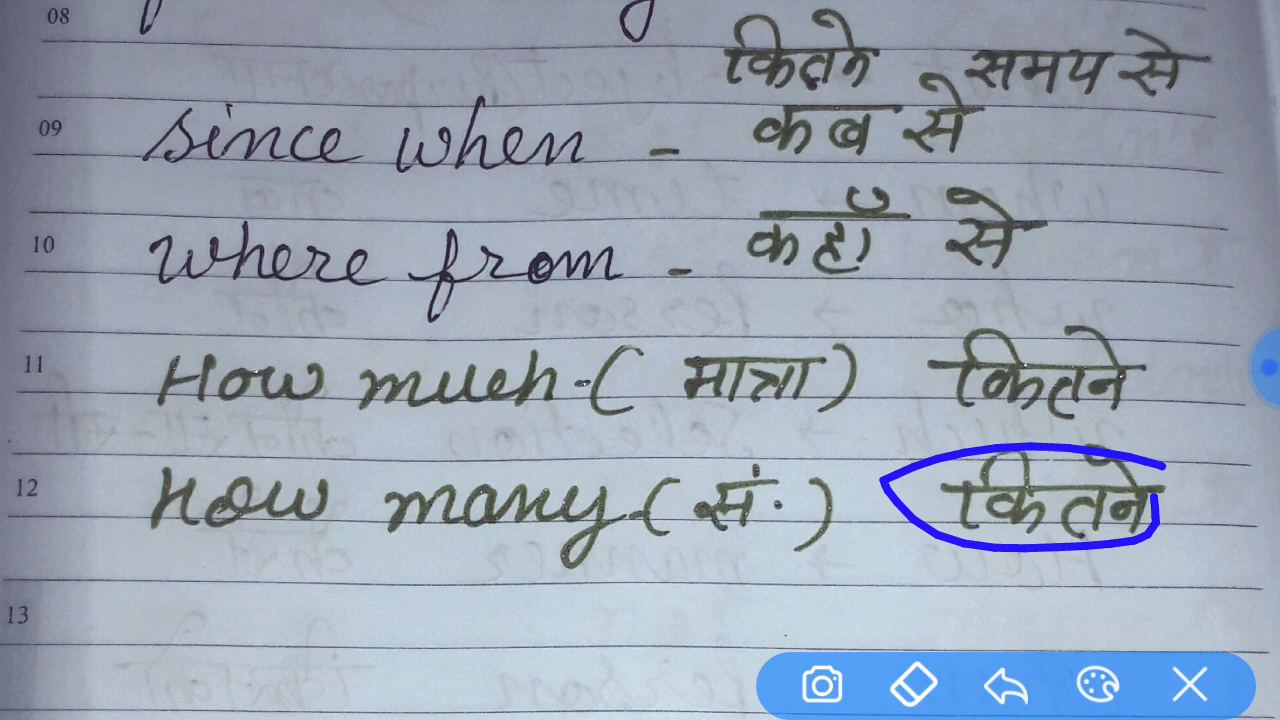 08
कितने समय से
09 since when - कब से
10 where from - कहाँ से
11 How much - ( मात्रा ) कितने
12 How many - ( सं. ) कितने
13